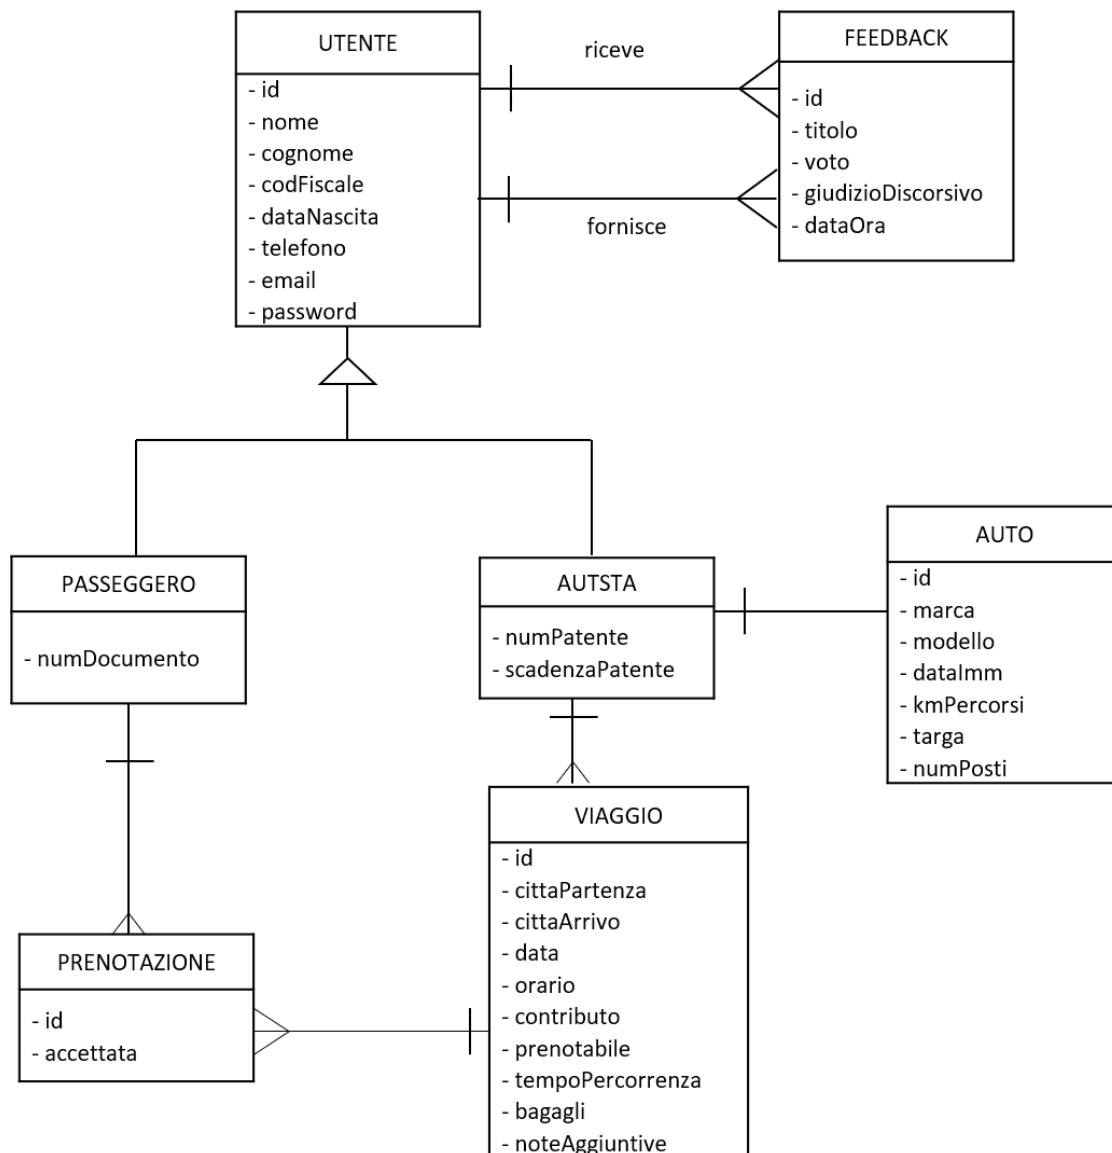 UTENTE
- id
- nome
- cognome
- codFiscale
- dataNascita
- telefono
- email
- password
riceve
fornisce
FEEDBACK
- id
- titolo
- voto
- giudizioDiscorsivo
- dataOra
PASSEGGERO
- numDocumento
AUTSTA
- numPatente
- scadenzaPatente
AUTO
- id
- marca
- modello
- dataImm
- kmPercorsi
- targa
- numPosti
PRENOTAZIONE
- id
- accettata
VIAGGIO
- id
- cittaPartenza
- cittaArrivo
- data
- orario
- contributo
- prenotabile
- tempoPercorrenza
- bagagli
- noteAggiuntive